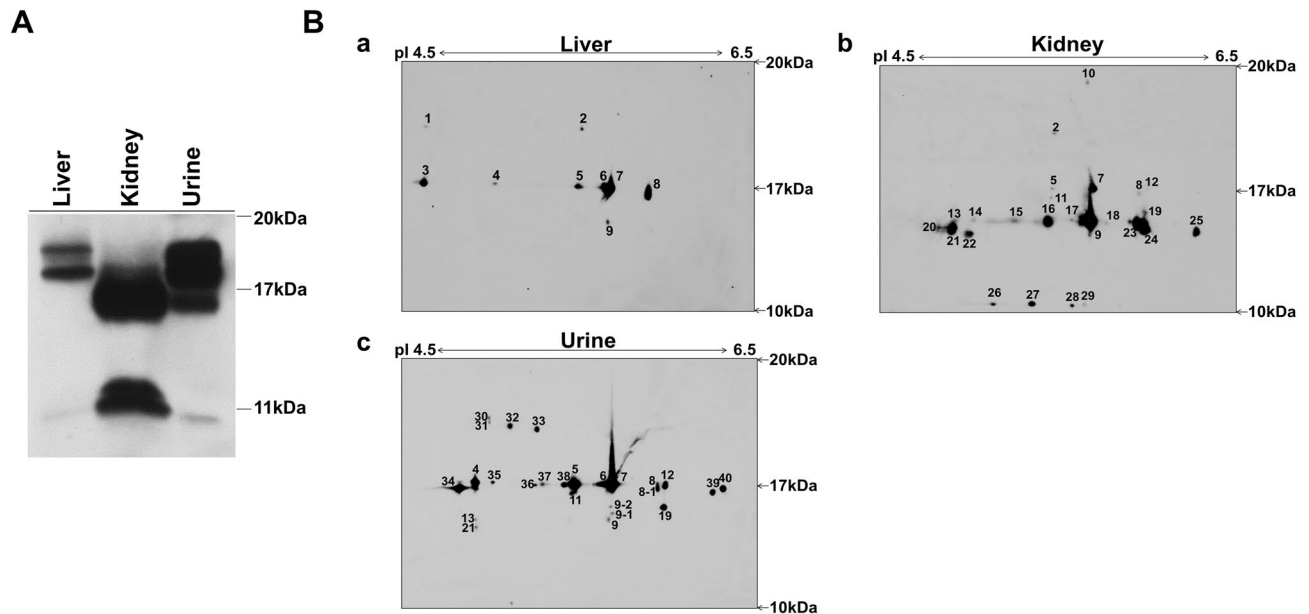 A
Liver
Kidney
Urine
20kDa
17kDa
11kDa
B
a
Liver
pI 4.5
6.5
20kDa
17kDa
10kDa
1
2
3
4
5
6
7
8
9
b
Kidney
pI 4.5
6.5
20kDa
17kDa
10kDa
10
2
5
11
7
8
12
20
13
14
15
16
17
18
19
25
21
22
9
23
24
26
27
28
29
c
Urine
pI 4.5
6.5
20kDa
17kDa
10kDa
30
31
32
33
34
4
35
36
37
38
5
11
6
7
8
12
8-1
39
40
9-2
9-1
9
19
13
21